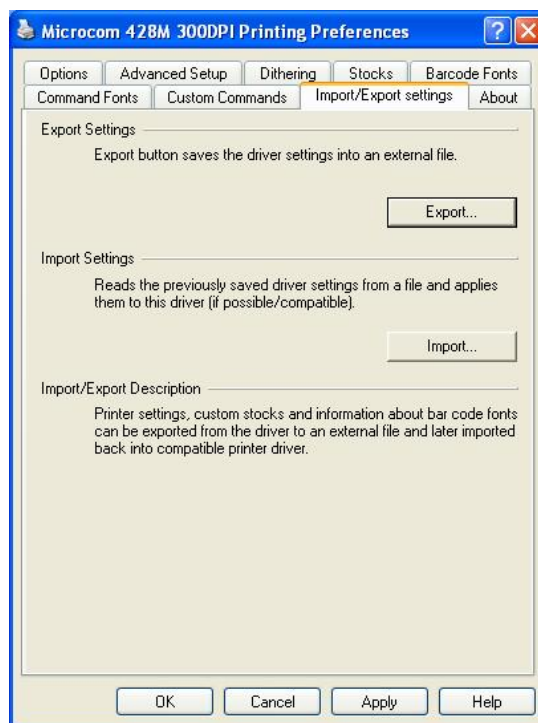 Microcom 428M 300DPI Printing Preferences
Options Advanced Setup Dithering Stocks Barcode Fonts
Command Fonts Custom Commands Import/Export settings About
Export Settings
Export button saves the driver settings into an external file.
Export...
Import Settings
Reads the previously saved driver settings from a file and applies
them to this driver (if possible/compatible).
Import...
Import/Export Description
Printer settings, custom stocks and information about bar code fonts
can be exported from the driver to an external file and later imported
back into compatible printer driver.
OK Cancel Apply Help